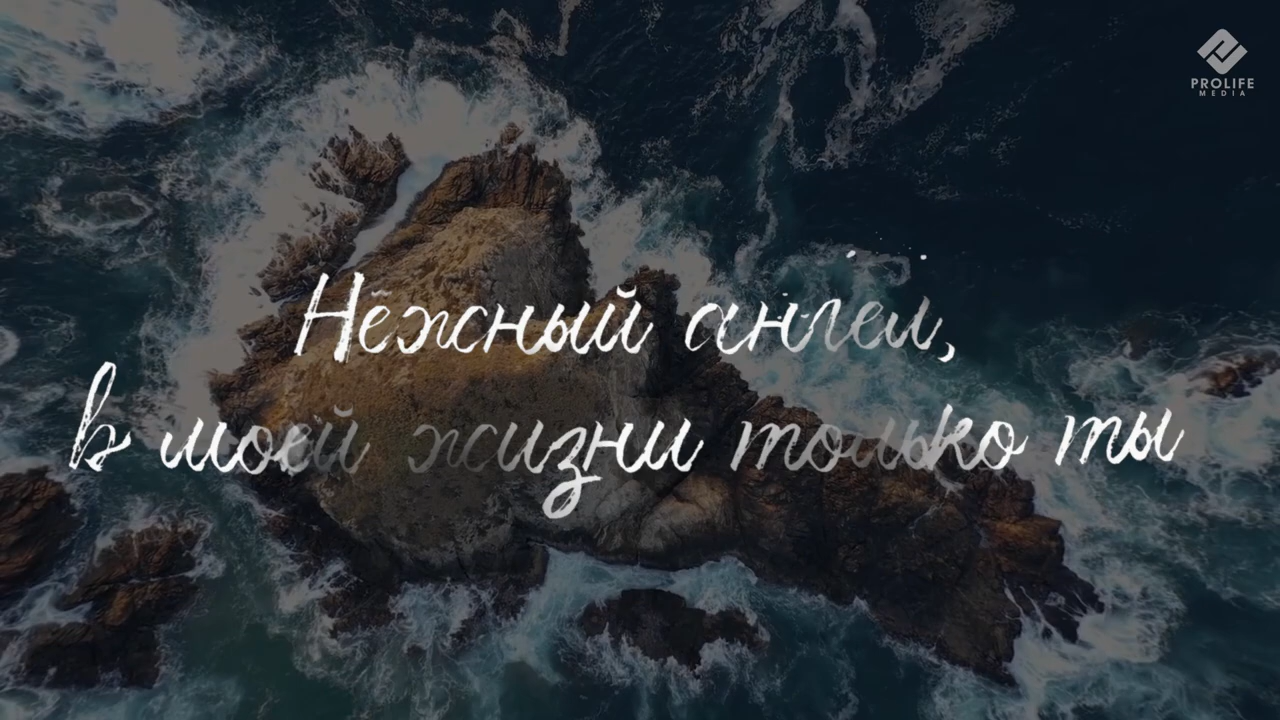 PROLIFE
MEDIA
Нежный ангел,
в моей жизни только ты